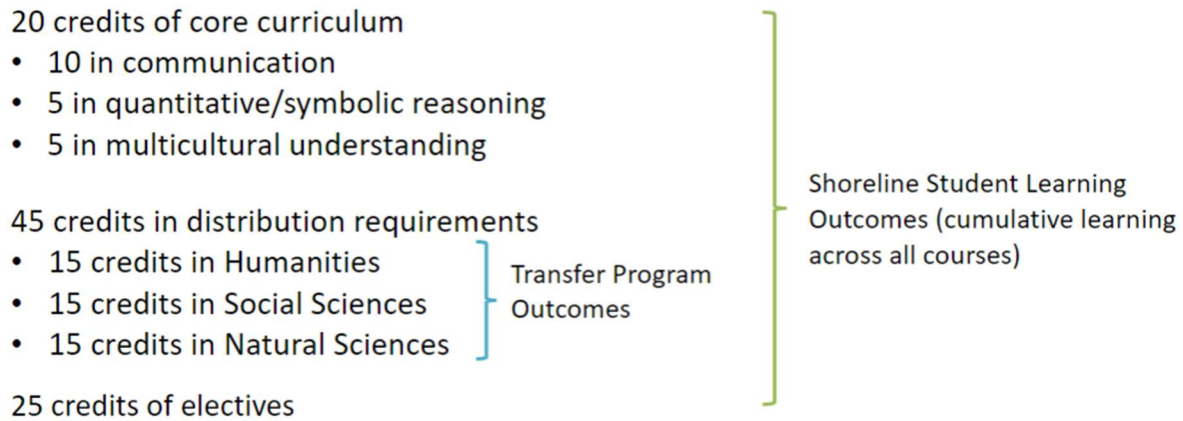 20 credits of core curriculum
• 10 in communication
• 5 in quantitative/symbolic reasoning
• 5 in multicultural understanding
45 credits in distribution requirements
• 15 credits in Humanities
• 15 credits in Social Sciences
• 15 credits in Natural Sciences
Transfer Program
Outcomes
25 credits of electives
Shoreline Student Learning
Outcomes (cumulative learning
across all courses)